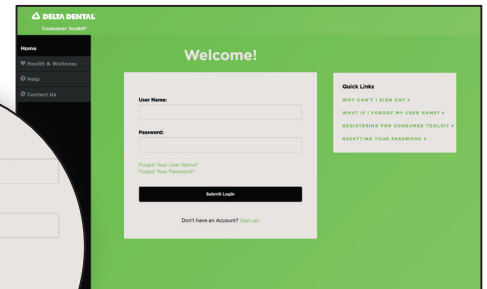 DELTA DENTAL
Consumer Toolkit®
Home
Health & Wellness
Help
Contact Us
Welcome!
User Name:
Password:
Forgot Your User Name?
Forgot Your Password?
Submit Login
Don't have an Account? Sign up!
Quick Links
WHY CAN'T I SIGN ON?
WHAT IF I FORGOT MY USER NAME?
REGISTERING FOR CONSUMER TOOLKIT
RESETTING YOUR PASSWORD